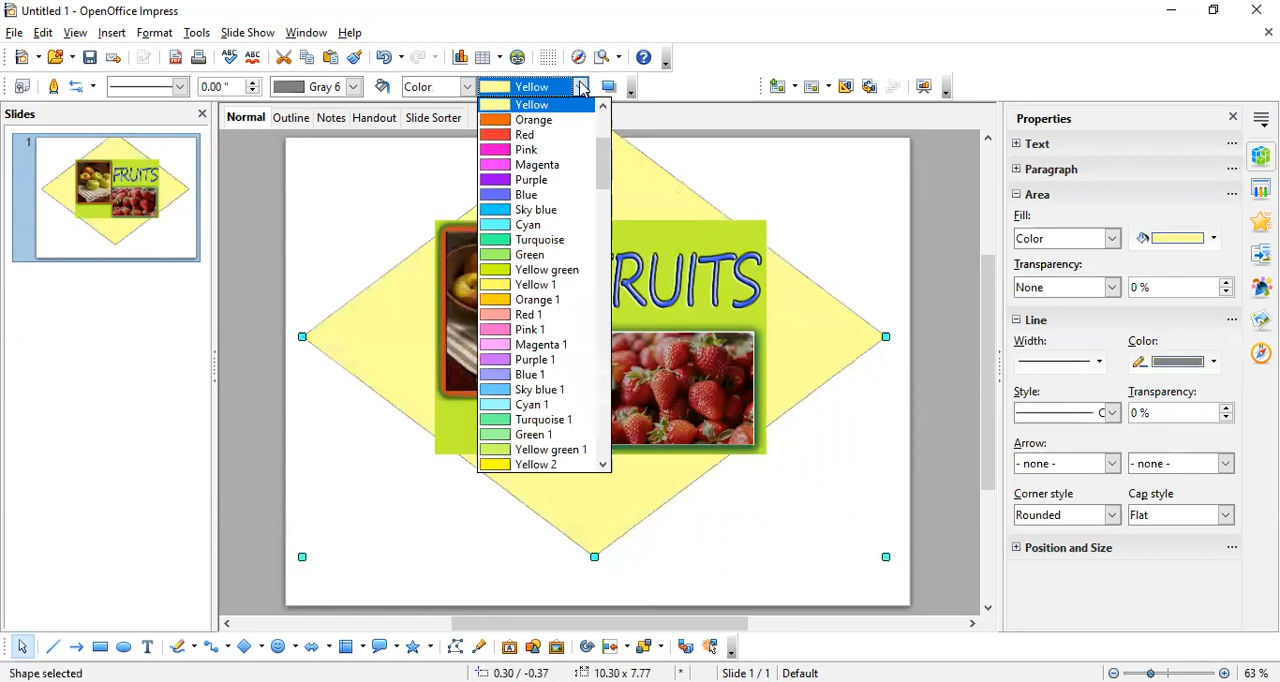 Untitled 1 - OpenOffice Impress
File Edit View Insert Format Tools Slide Show Window Help
0.00 " Gray 6 Color Yellow
Slides
1
FRUITS
Normal Outline Notes Handout Slide Sorter
Yellow
Orange
Red
Pink
Magenta
Purple
Blue
Sky blue
Cyan
Turquoise
Green
Yellow green
Yellow 1
Orange 1
Red 1
Pink 1
Magenta 1
Purple 1
Blue 1
Sky blue 1
Cyan 1
Turquoise 1
Green 1
Yellow green 1
Yellow 2
RUITS
Properties
Text
Paragraph
Area
Fill:
Color
Transparency:
None 0 %
Line
Width: Color:
Style: Transparency:
C 0 %
Arrow:
- none - - none -
Corner style Cap style
Rounded Flat
Position and Size
Shape selected 0.30 / -0.37 10.30 x 7.77 * Slide 1 / 1 Default 63 %